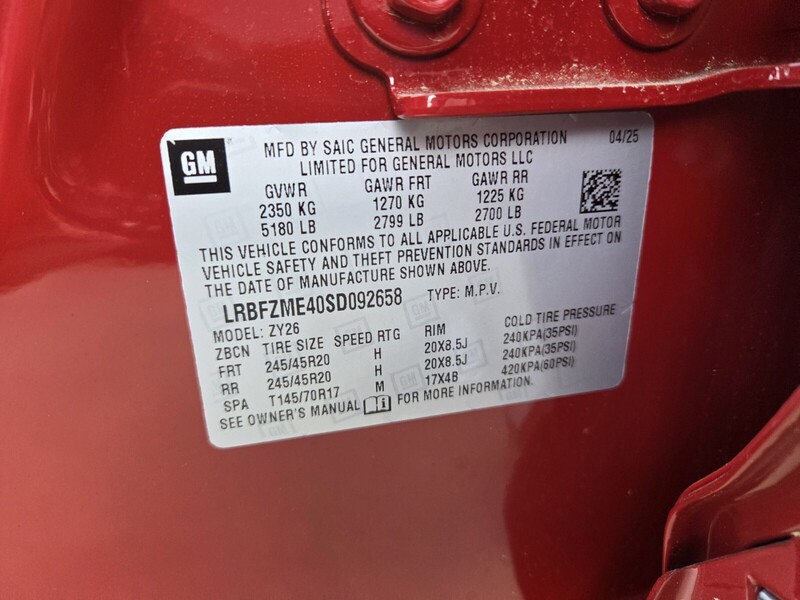 GM
MFD BY SAIC GENERAL MOTORS CORPORATION 04/25
LIMITED FOR GENERAL MOTORS LLC
GVWR GAWR FRT GAWR RR
2350 KG 1270 KG 1225 KG
5180 LB 2799 LB 2700 LB
THIS VEHICLE CONFORMS TO ALL APPLICABLE U.S. FEDERAL MOTOR
VEHICLE SAFETY AND THEFT PREVENTION STANDARDS IN EFFECT ON
THE DATE OF MANUFACTURE SHOWN ABOVE.
LRBFZME40SD092658 TYPE: M.P.V.
MODEL: ZY26
ZBCN TIRE SIZE SPEED RTG RIM COLD TIRE PRESSURE
FRT 245/45R20 H 20X8.5J 240KPA(35PSI)
RR 245/45R20 H 20X8.5J 240KPA(35PSI)
SPA T145/70R17 M 17X4B 420KPA(60PSI)
SEE OWNER'S MANUAL FOR MORE INFORMATION.